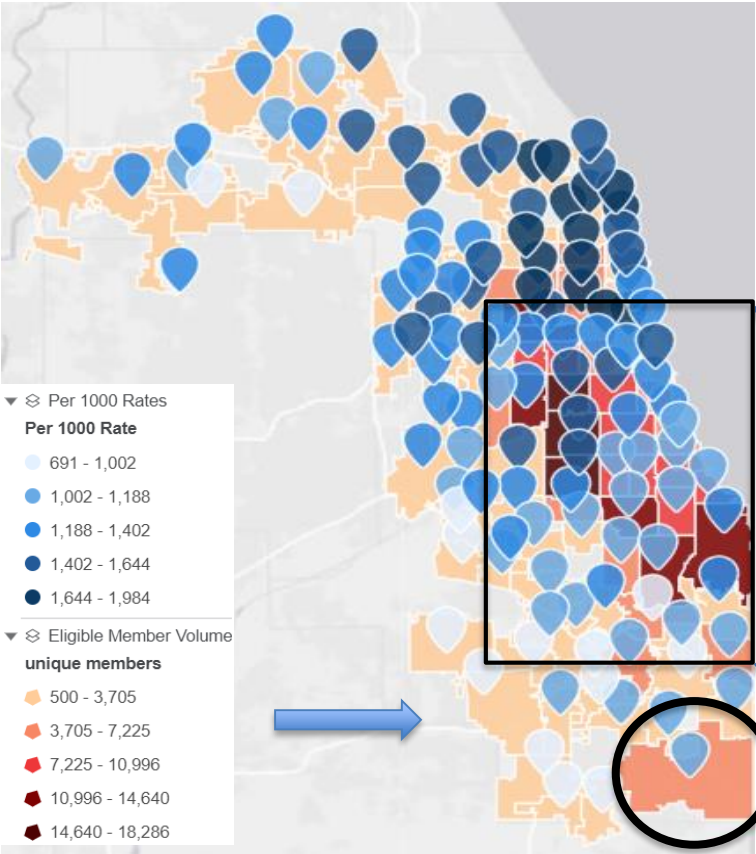 Per 1000 Rates
Per 1000 Rate
691 - 1,002
1,002 - 1,188
1,188 - 1,402
1,402 - 1,644
1,644 - 1,984
Eligible Member Volume
unique members
500 - 3,705
3,705 - 7,225
7,225 - 10,996
10,996 - 14,640
14,640 - 18,286